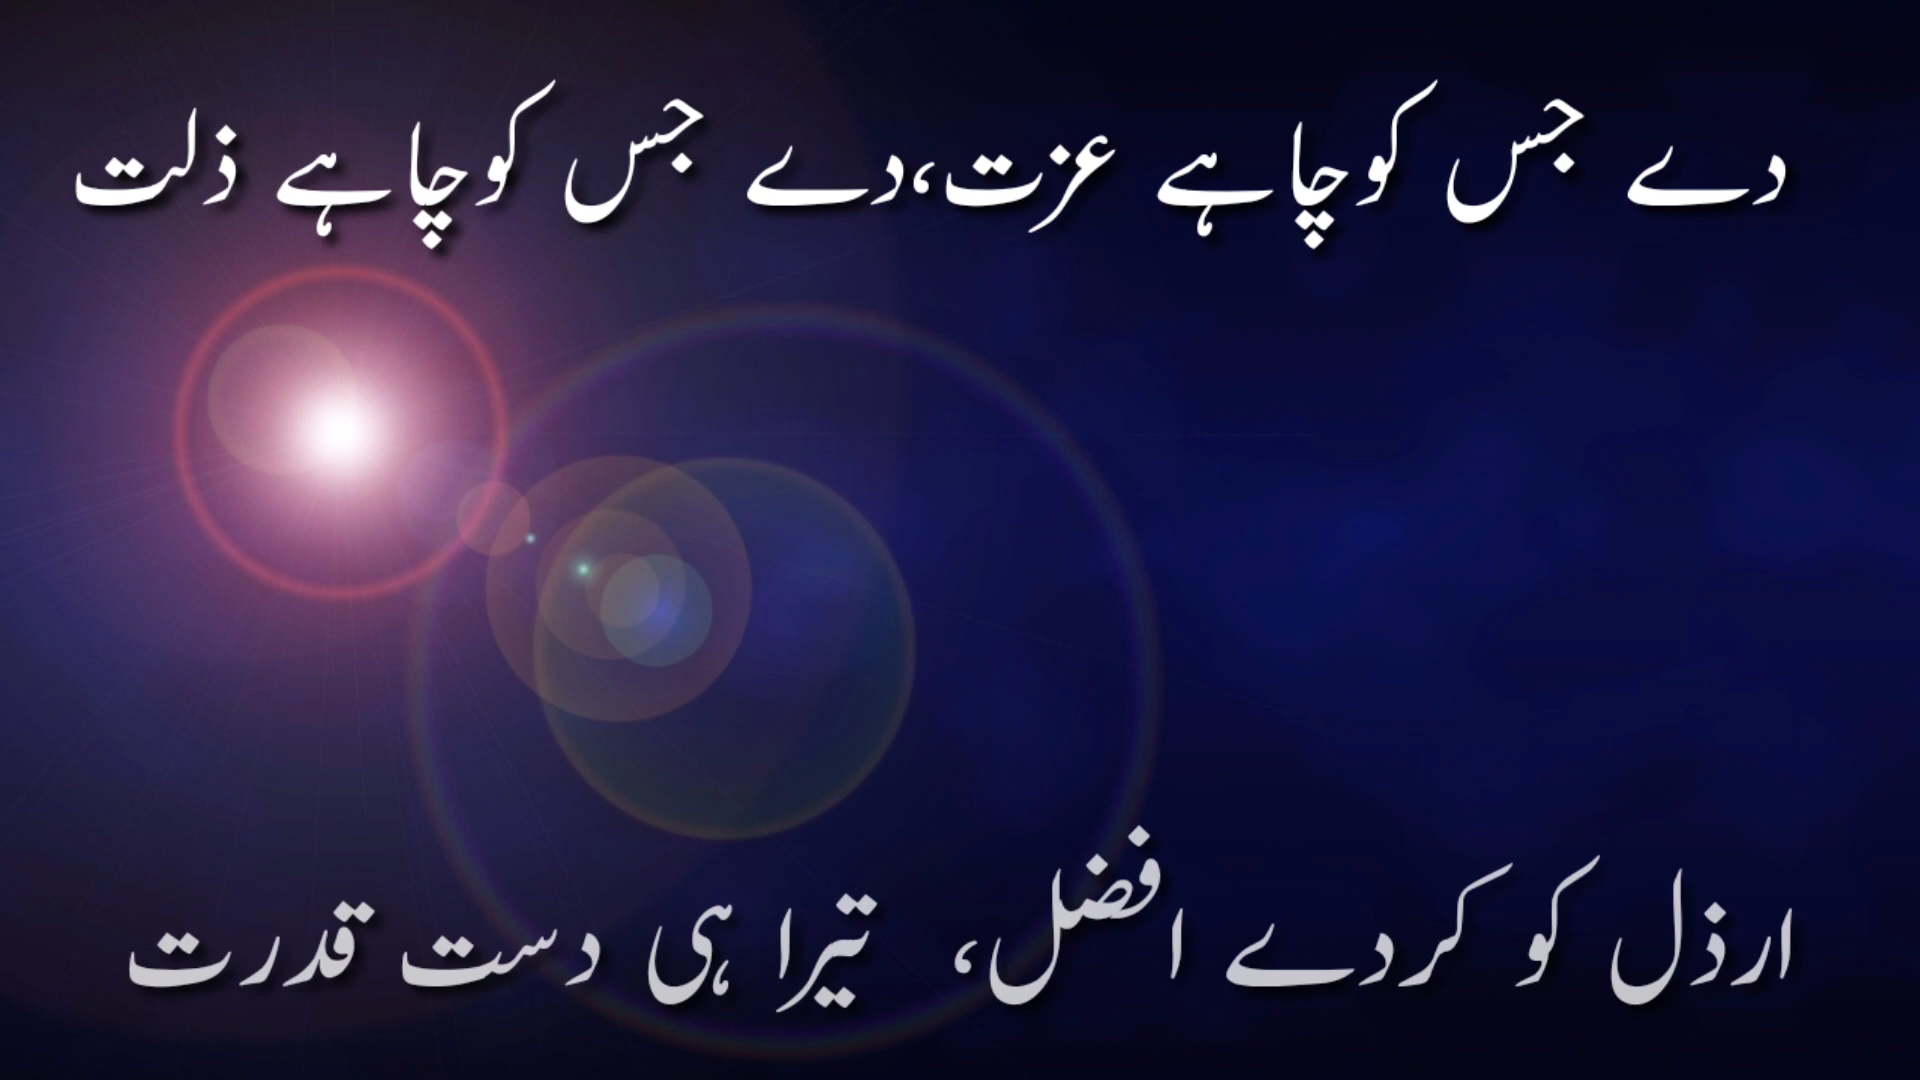 دے جس کو چاہے عزت، دے جس کو چاہے ذلت
ارذل کو کردے افضل، تیرا ہی دست قدرت